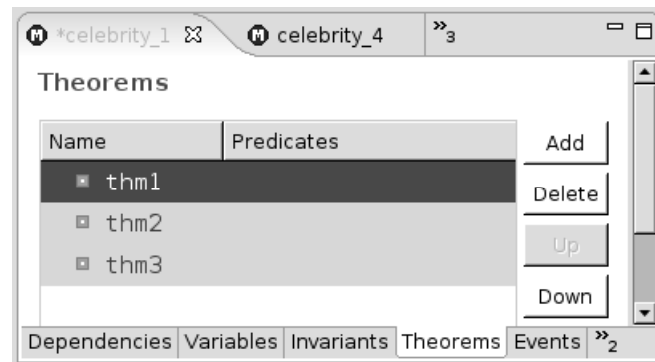 *celebrity_1 celebrity_4 »3
Theorems
Name Predicates Add
thm1
Delete
thm2
Up
thm3
Down
Dependencies Variables Invariants Theorems Events »2